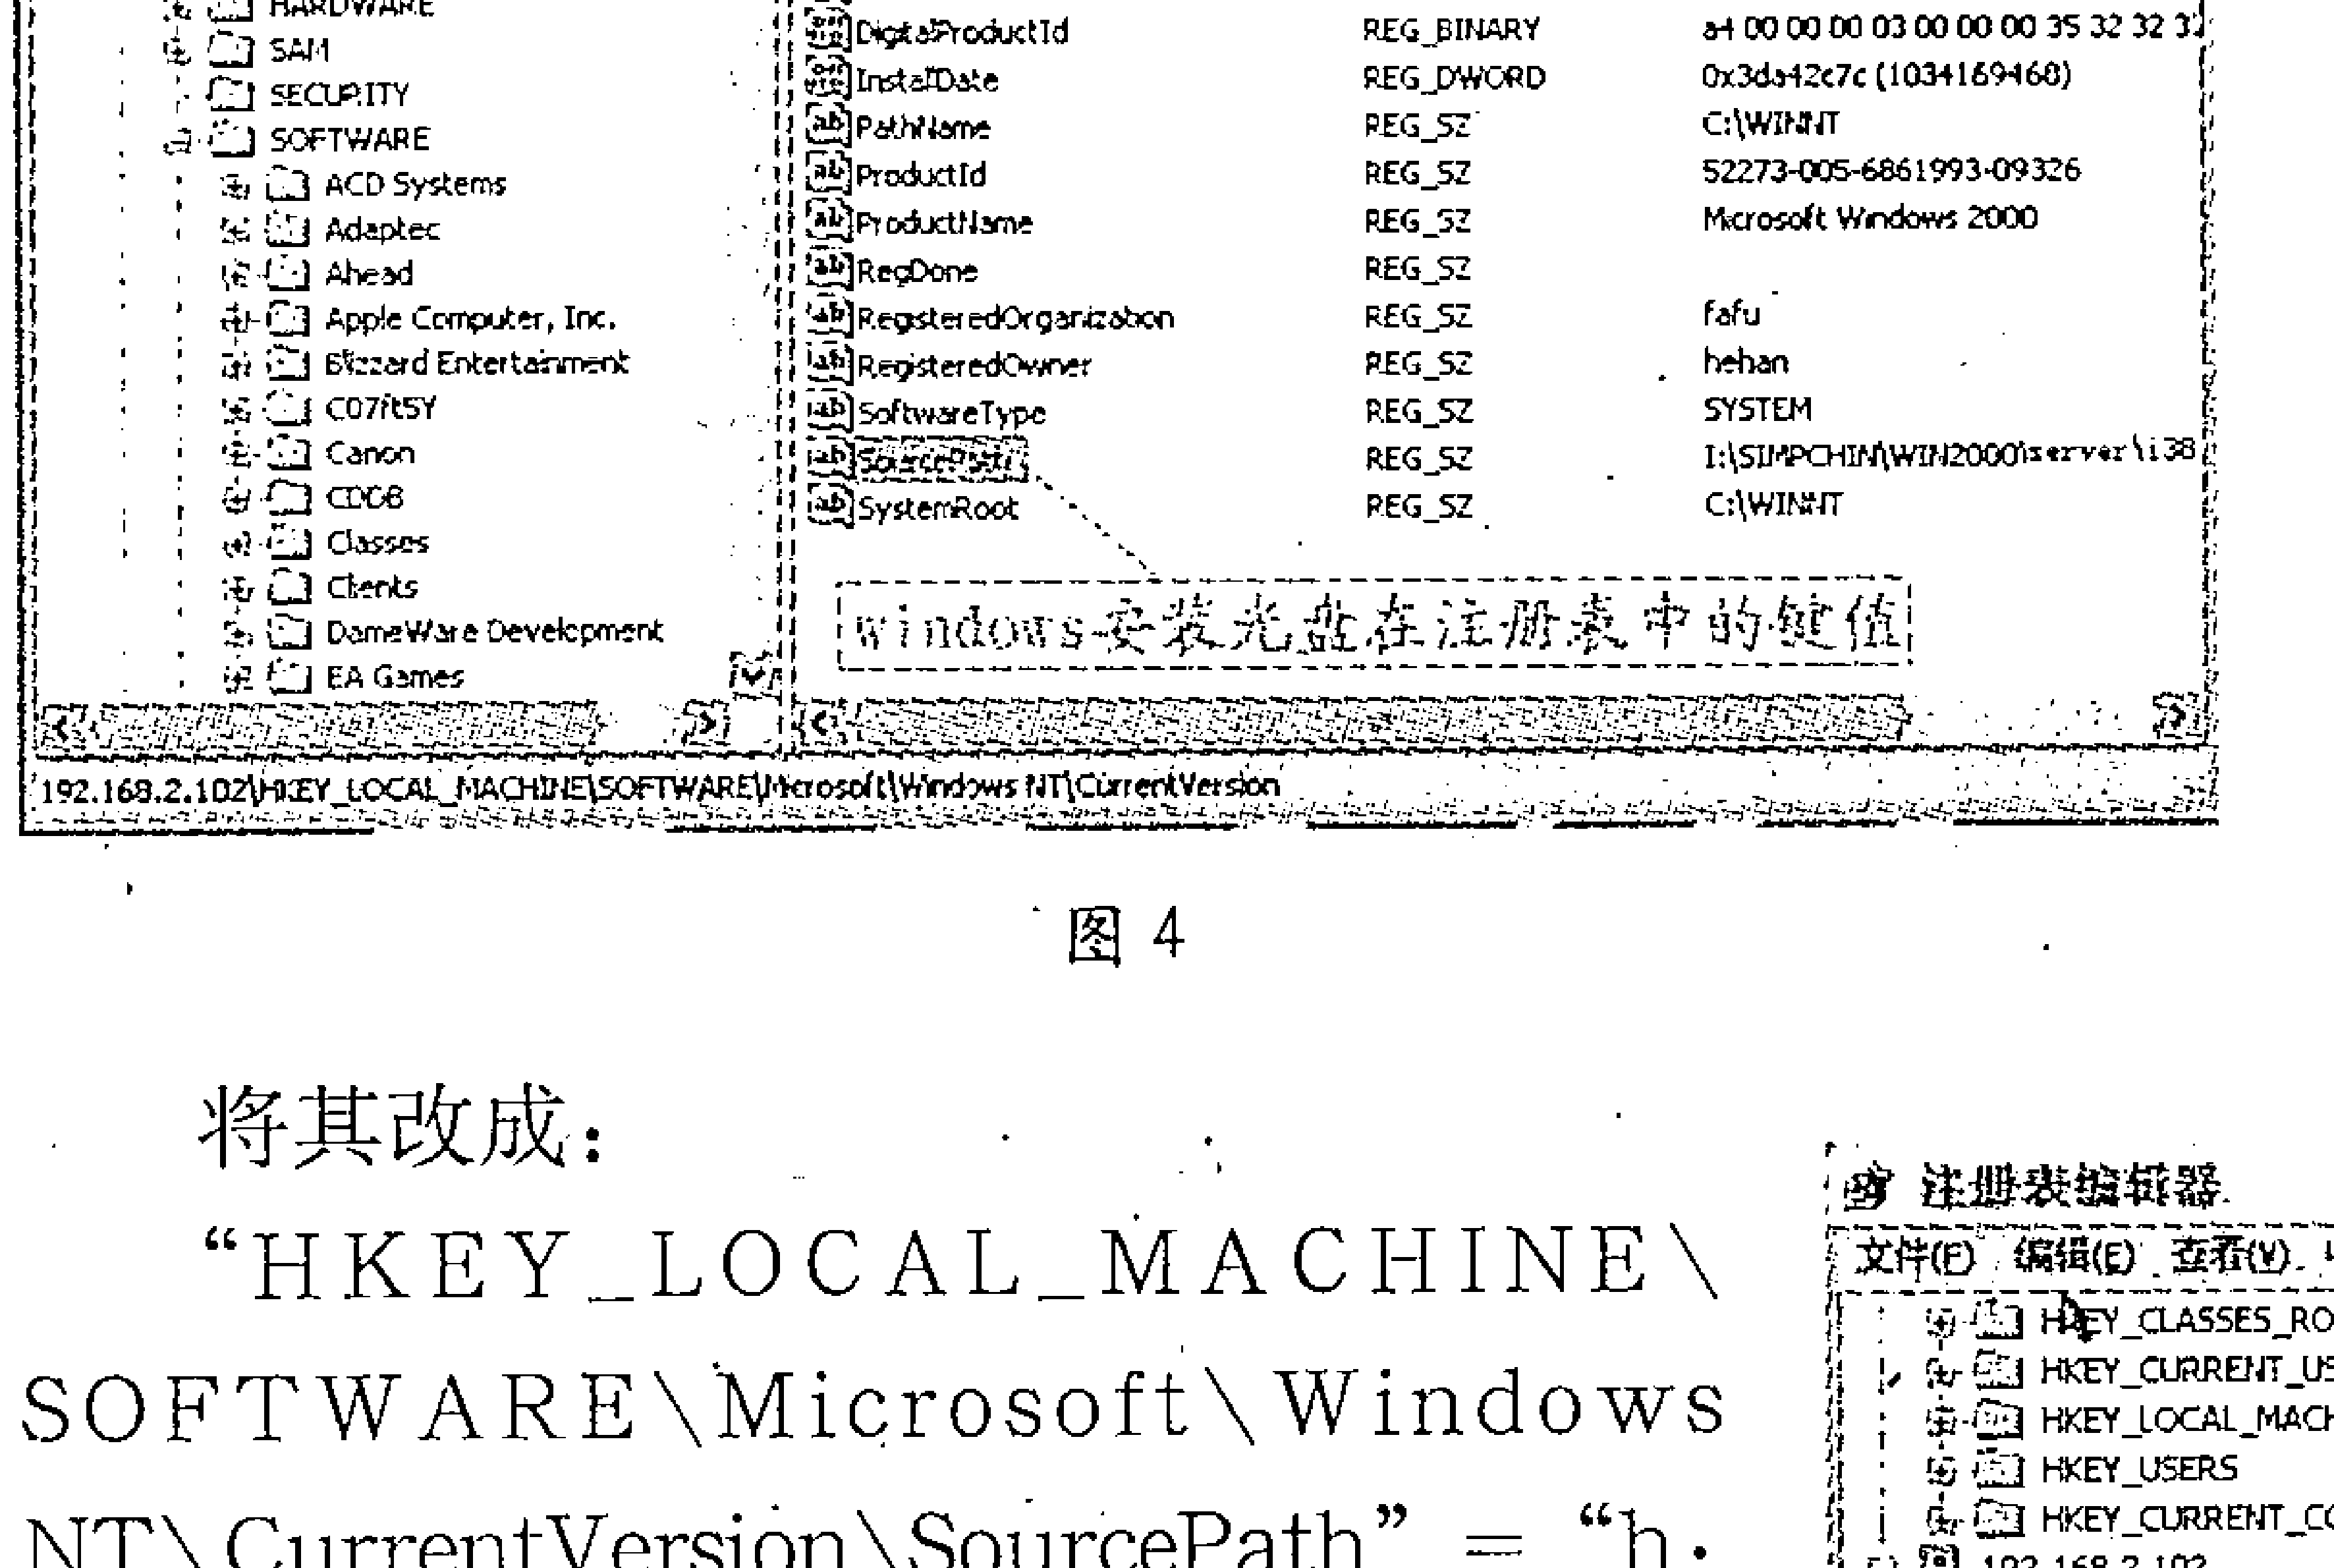 HARDWARE
SAM
SECURITY
SOFTWARE
ACD Systems
Adaptec
Ahead
Apple Computer, Inc.
Blizzard Entertainment
C07ft5Y
Canon
CDDB
Classes
Clients
DameWare Development
EA Games
DigitalProductId REG_BINARY a4 00 00 00 03 00 00 00 35 32 32 37
InstallDate REG_DWORD 0x3da42c7c (1034169468)
PathName REG_SZ C:\WINNT
ProductId REG_SZ 52273-005-6861993-09326
ProductName REG_SZ Microsoft Windows 2000
RegDone REG_SZ
RegisteredOrganization REG_SZ fafu
RegisteredOwner REG_SZ hehan
SoftwareType REG_SZ SYSTEM
SourcePath REG_SZ I:\SIMPCHIN\WIN2000\server\i38
SystemRoot REG_SZ C:\WINNT
windows安装光盘在注册表中的键值
192.168.2.102\HKEY_LOCAL_MACHINE\SOFTWARE\Microsoft\Windows NT\CurrentVersion
图 4
将其改成：
“HKEY_LOCAL_MACHINE\
SOFTWARE\Microsoft\Windows
NT\CurrentVersion\SourcePath” = “h:
注册表编辑器
文件(F) 编辑(E) 查看(V)
HKEY_CLASSES_RO
HKEY_CURRENT_US
HKEY_LOCAL_MACH
HKEY_USERS
HKEY_CURRENT_CO
192.168.2.102